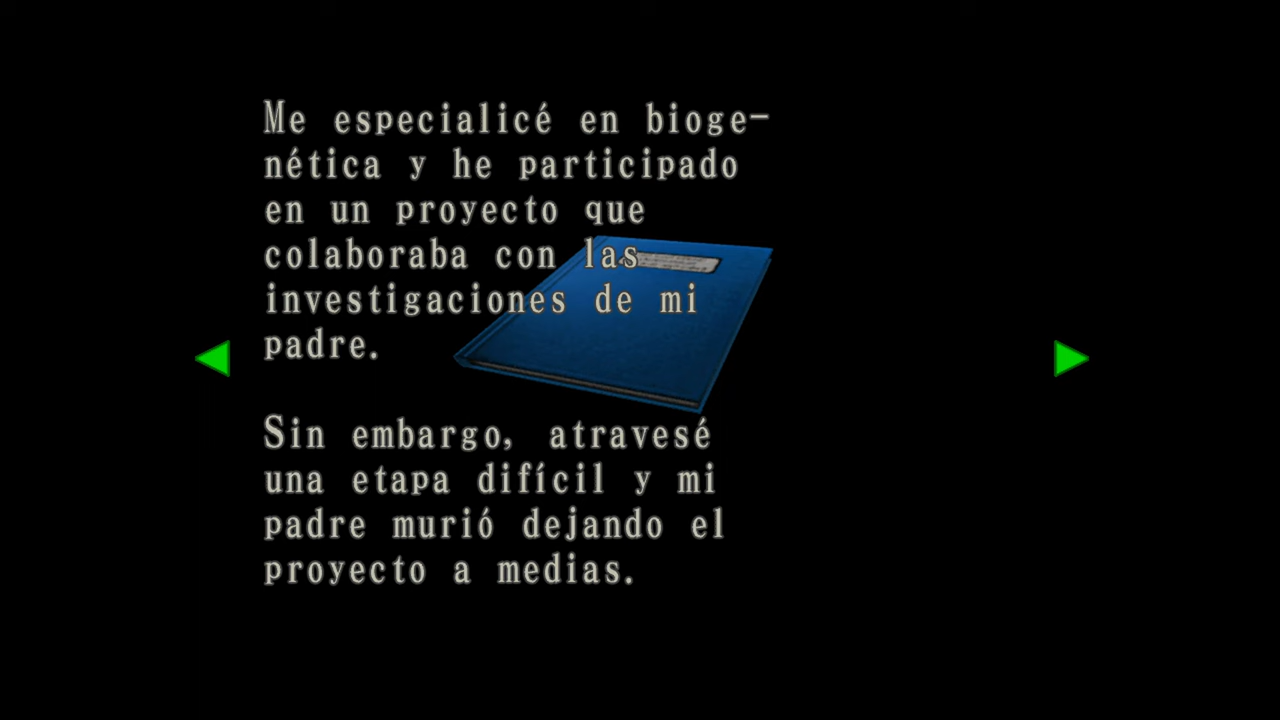 Me especialicé en bioge-
nética y he participado
en un proyecto que
colaboraba con las
investigaciones de mi
padre.
Sin embargo, atravesé
una etapa difícil y mi
padre murió dejando el
proyecto a medias.